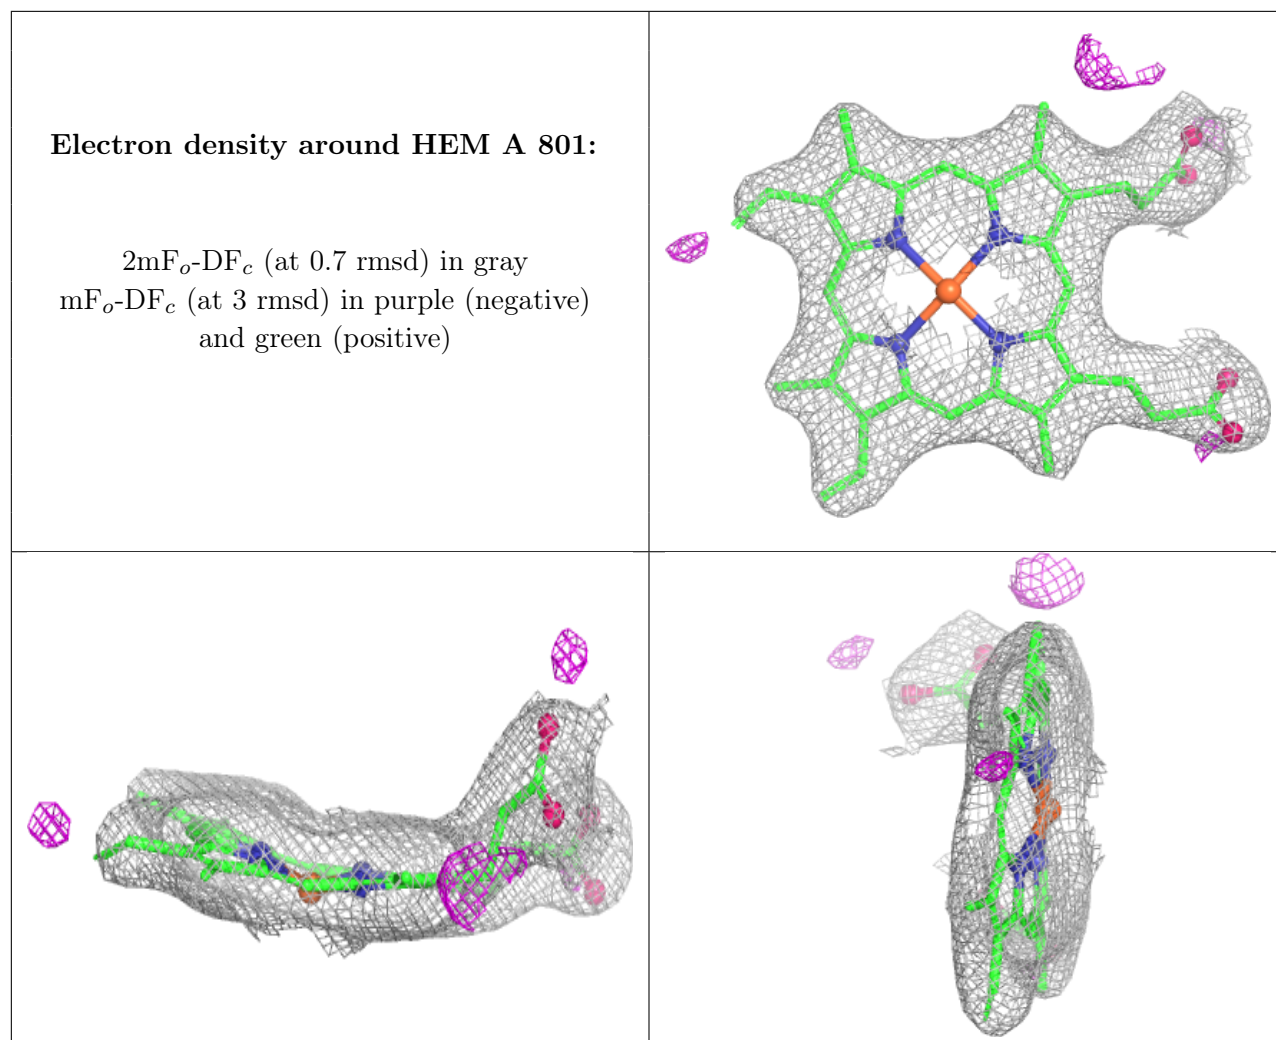 Electron density around HEM A 801:
2mFo-DFc (at 0.7 rmsd) in gray
mFo-DFc (at 3 rmsd) in purple (negative)
and green (positive)